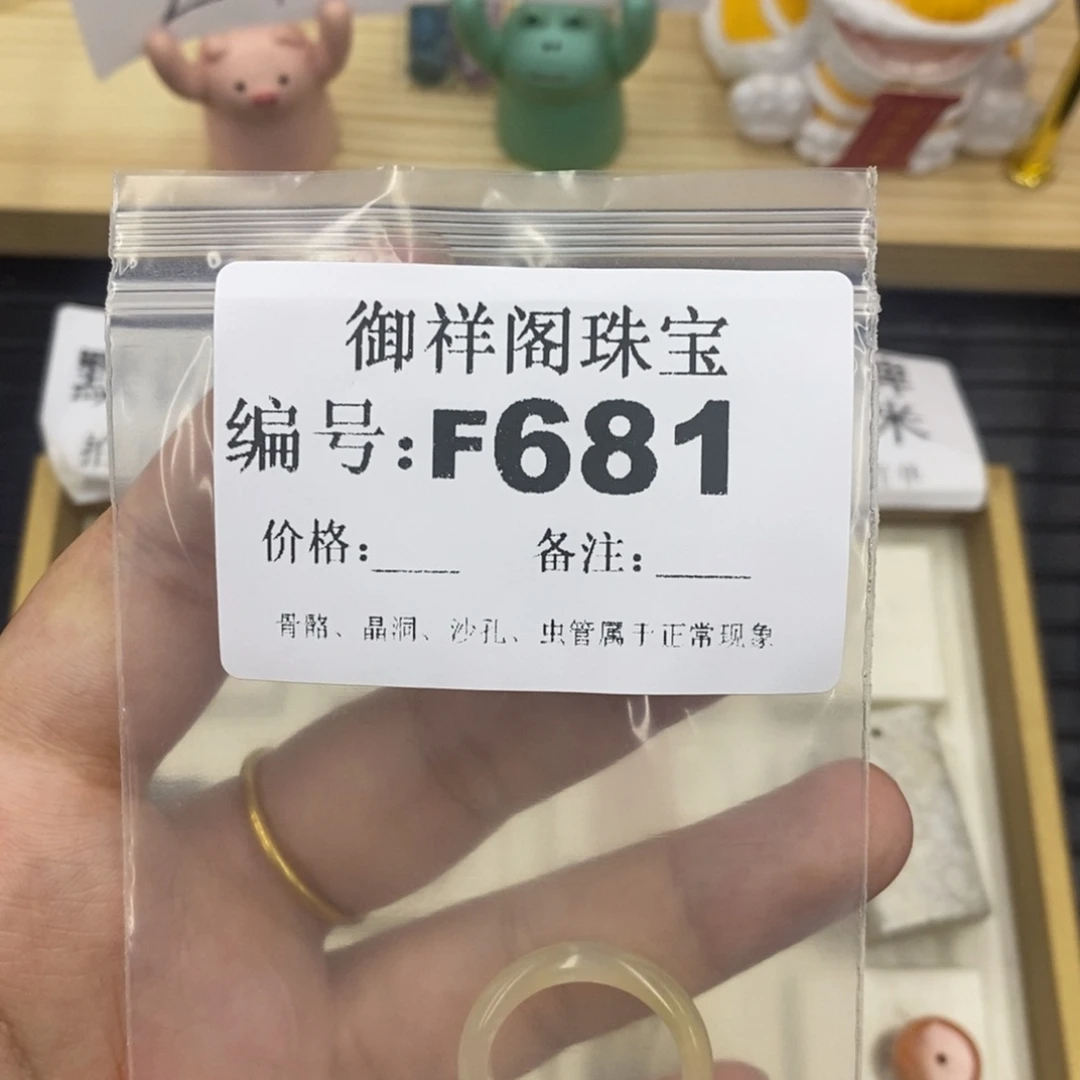 御祥阁珠宝
编号:F681
价格:____ 备注:____
骨骼、晶洞、沙孔、虫管属于正常现象
米